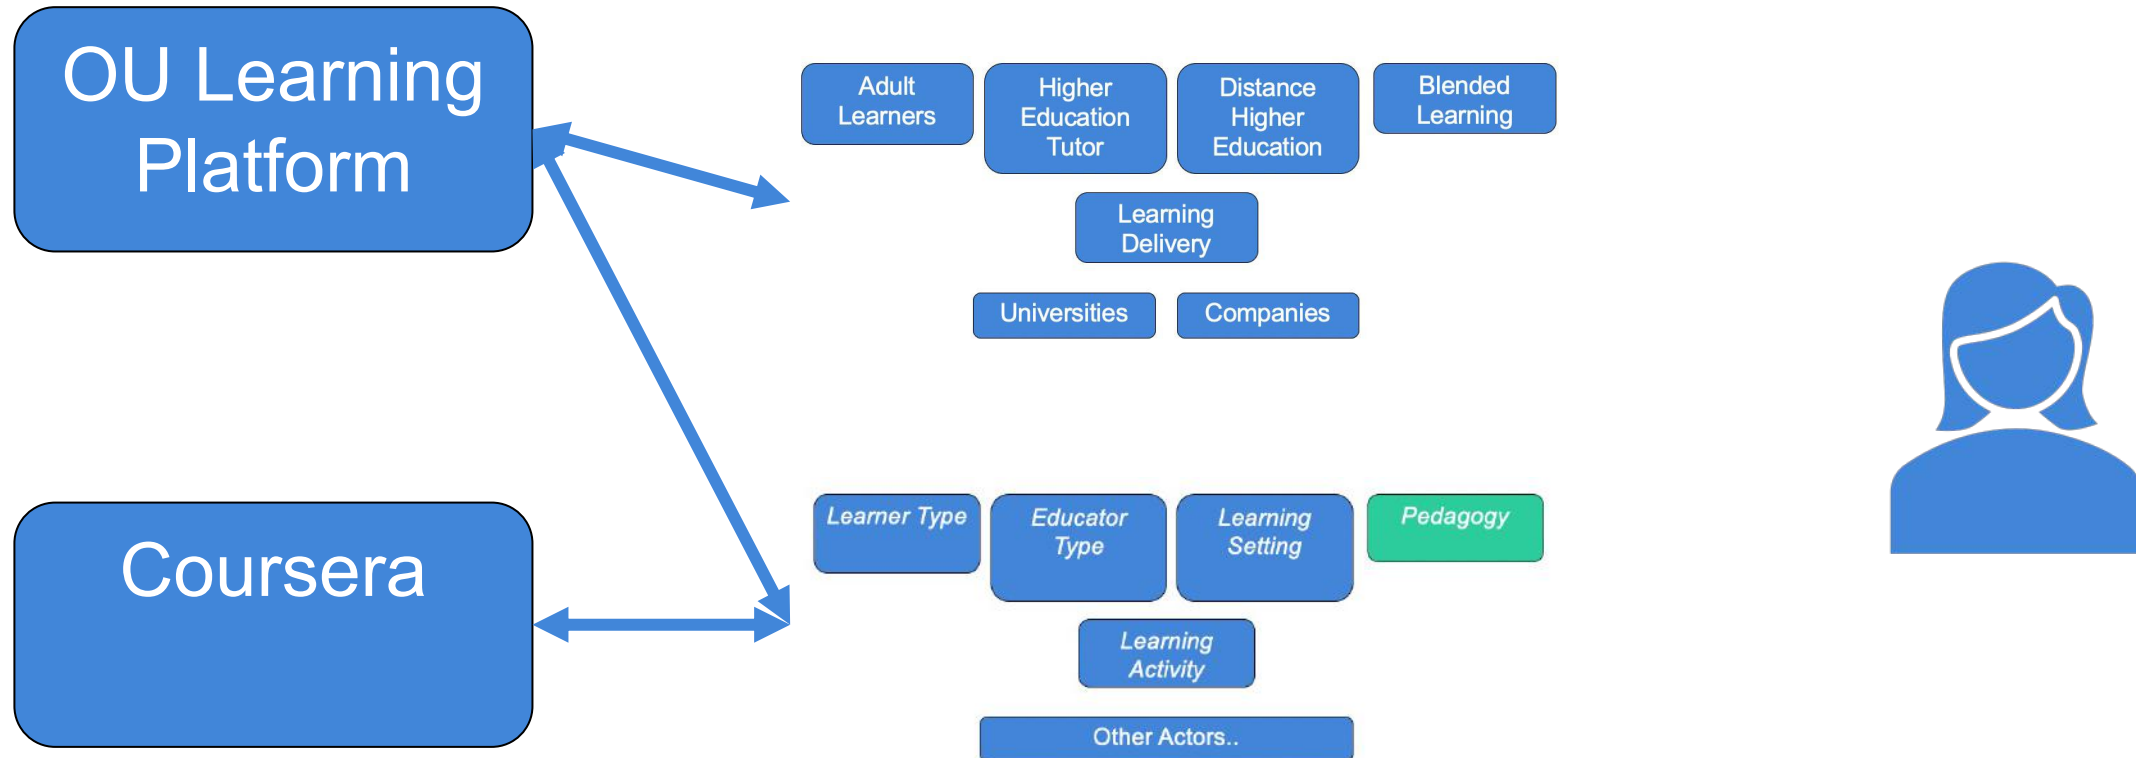 OU Learning
Platform
Adult
Learners
Higher
Education
Tutor
Distance
Higher
Education
Blended
Learning
Learning
Delivery
Universities
Companies
Coursera
Learner Type
Educator
Type
Learning
Setting
Pedagogy
Learning
Activity
Other Actors..